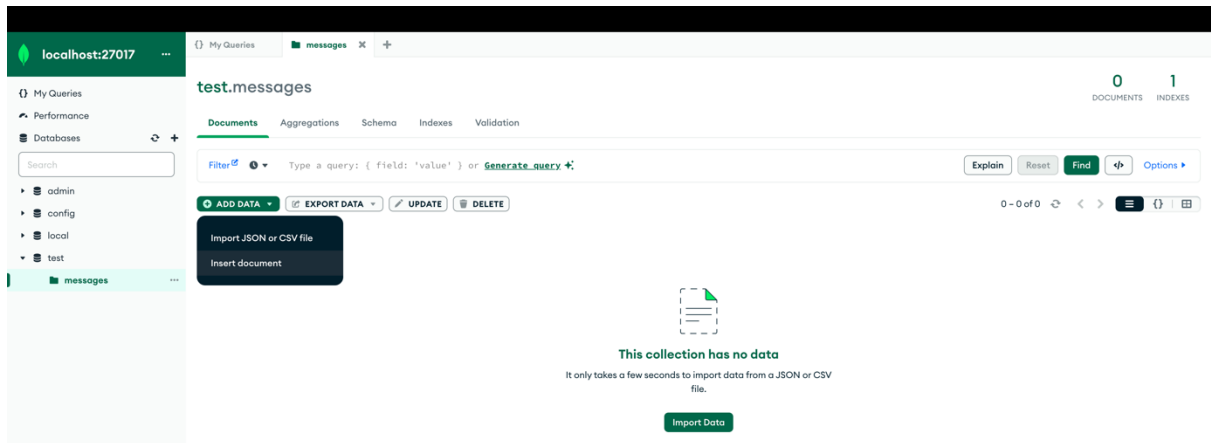 localhost:27017
{} My Queries
Performance
Databases
Search
admin
config
local
test
messages
{} My Queries
messages
test.messages
0
DOCUMENTS
1
INDEXES
Documents Aggregations Schema Indexes Validation
Filter Type a query: { field: 'value' } or Generate query Explain Reset Find </> Options
ADD DATA EXPORT DATA UPDATE DELETE 0 – 0 of 0 {}
Import JSON or CSV file
Insert document
This collection has no data
It only takes a few seconds to import data from a JSON or CSV
file.
Import Data